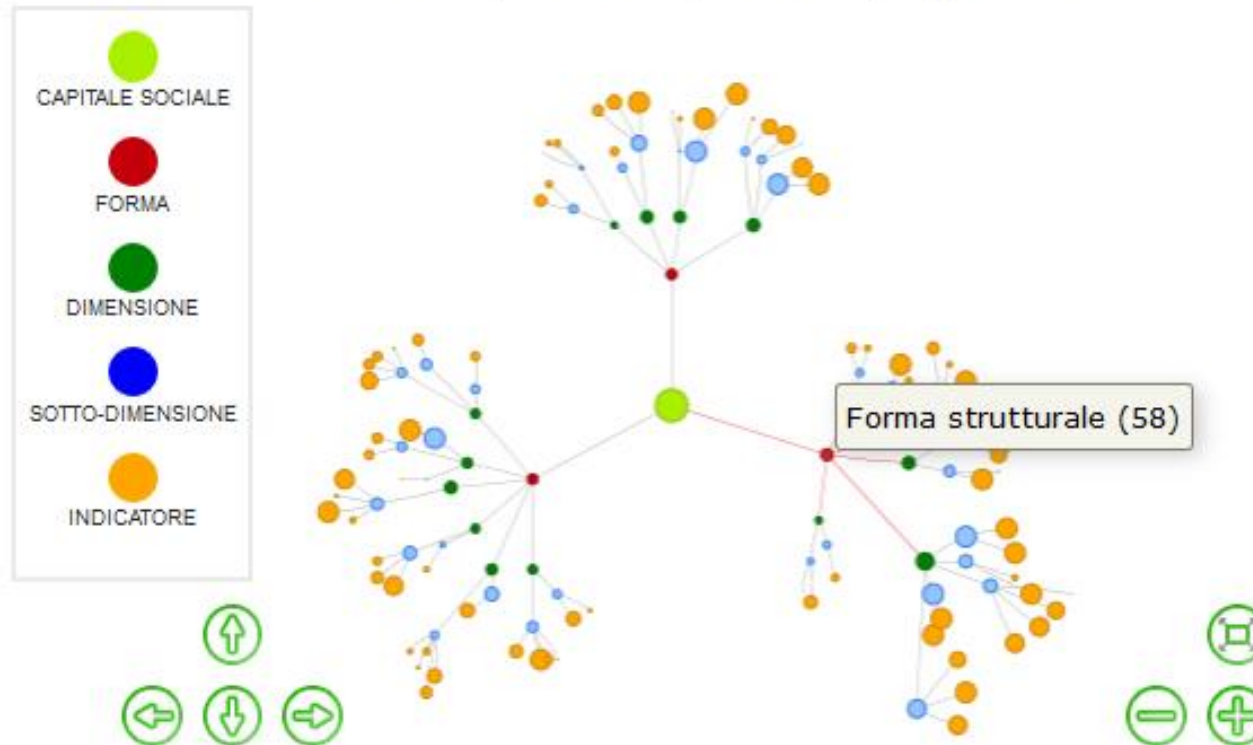 CAPITALE SOCIALE
FORMA
DIMENSIONE
SOTTO-DIMENSIONE
INDICATORE
Forma strutturale (58)